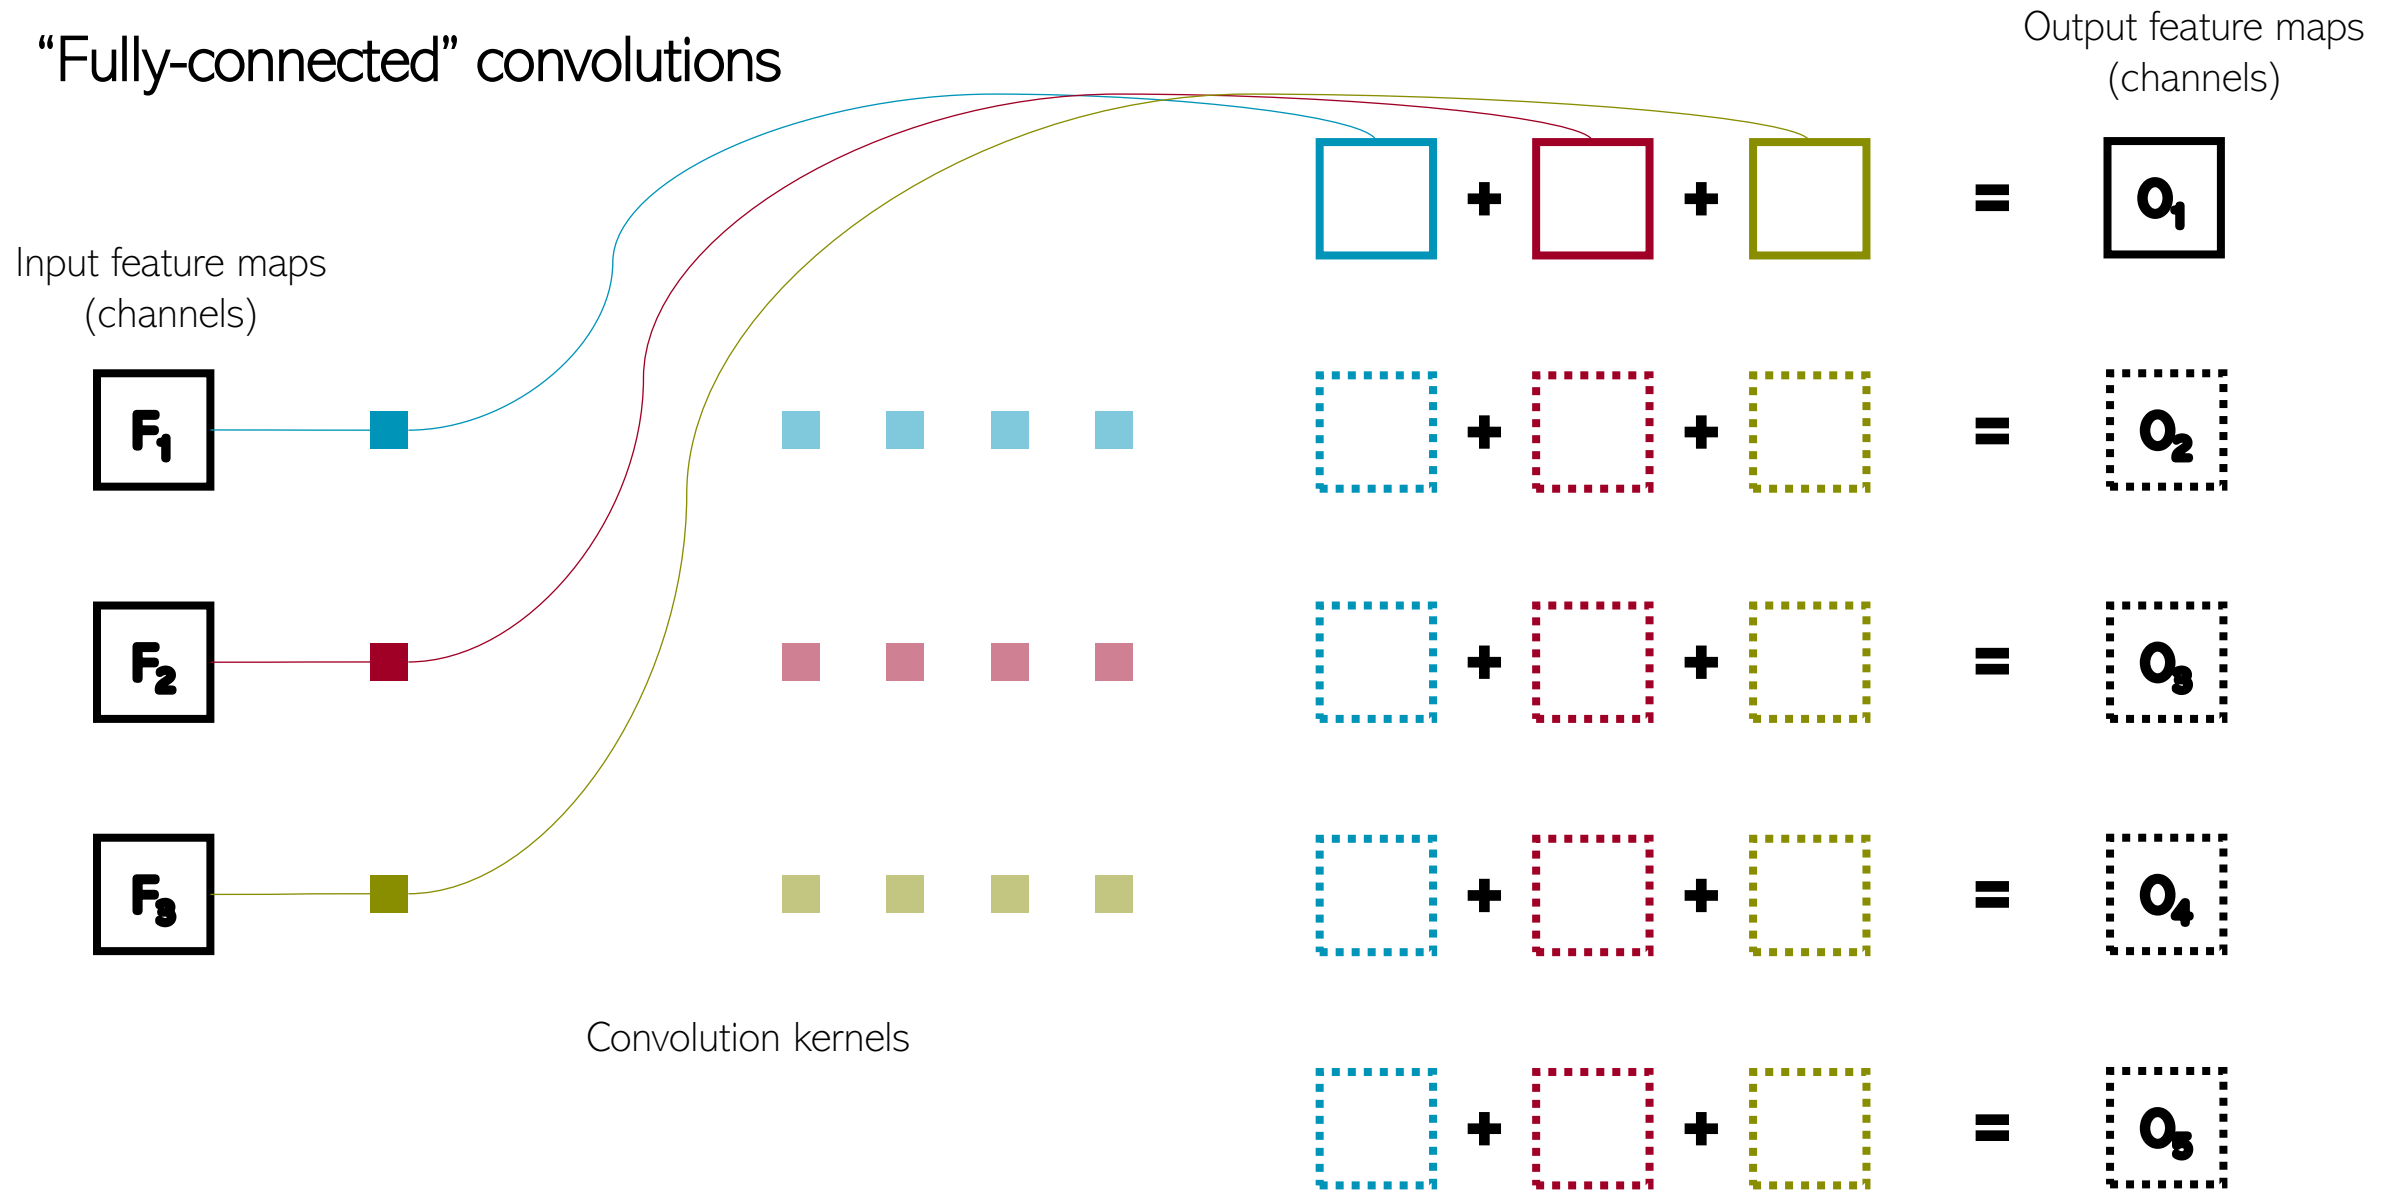 “Fully-connected” convolutions
Output feature maps
(channels)
Input feature maps
(channels)
+ + = O₁
F₁ + + = O₂
F₂ + + = O₃
F₃ + + = O₄
Convolution kernels
+ + = O₅